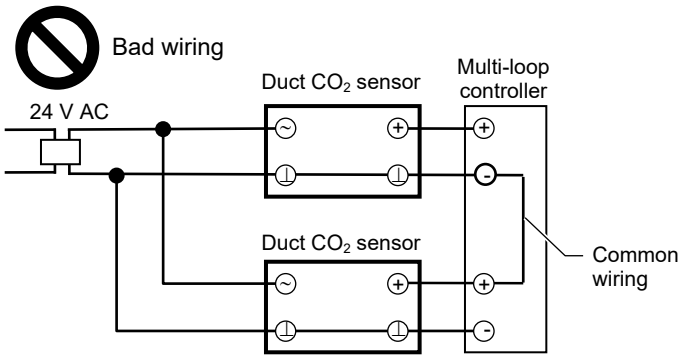 Bad wiring
24 V AC
Duct CO₂ sensor
Multi-loop
controller
~ + +
⊥ ⊥ -
Duct CO₂ sensor
Common
wiring
~ + +
⊥ ⊥ -